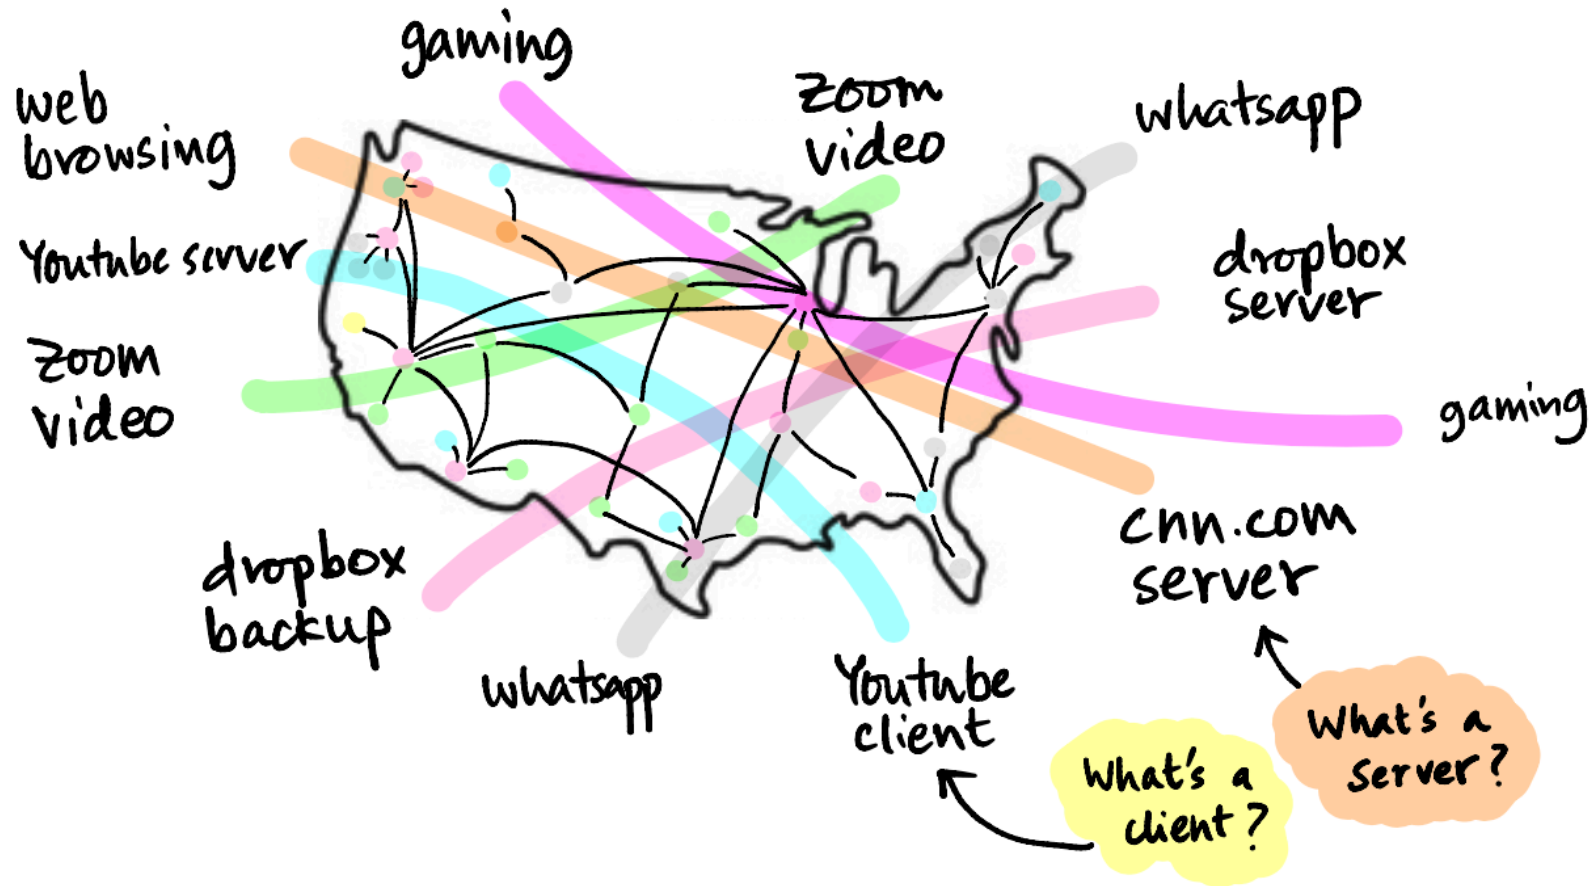 gaming
zoom
video
whatsapp
web
browsing
Youtube server
dropbox
server
zoom
video
gaming
cnn.com
server
dropbox
backup
whatsapp
Youtube
client
What's a
client?
What's a
server?